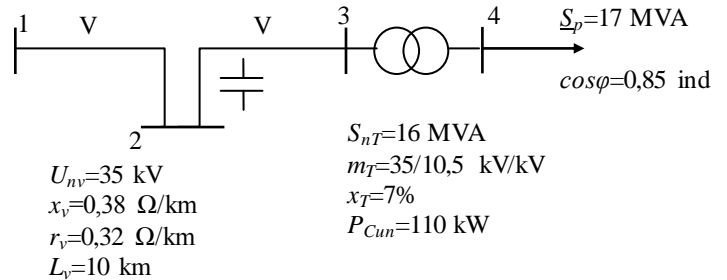 1
V
V
3
4
S_p=17 MVA
cosφ=0,85 ind
2
U_nv=35 kV
x_v=0,38 Ω/km
r_v=0,32 Ω/km
L_v=10 km
S_nT=16 MVA
m_T=35/10,5 kV/kV
x_T=7%
P_Cun=110 kW